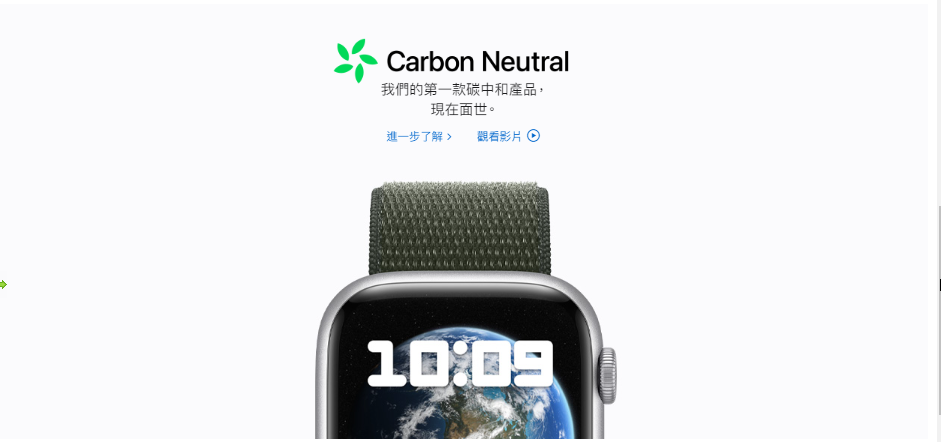 Carbon Neutral
我們的第一款碳中和產品，
現在面世。
進一步了解 >
觀看影片
10:09